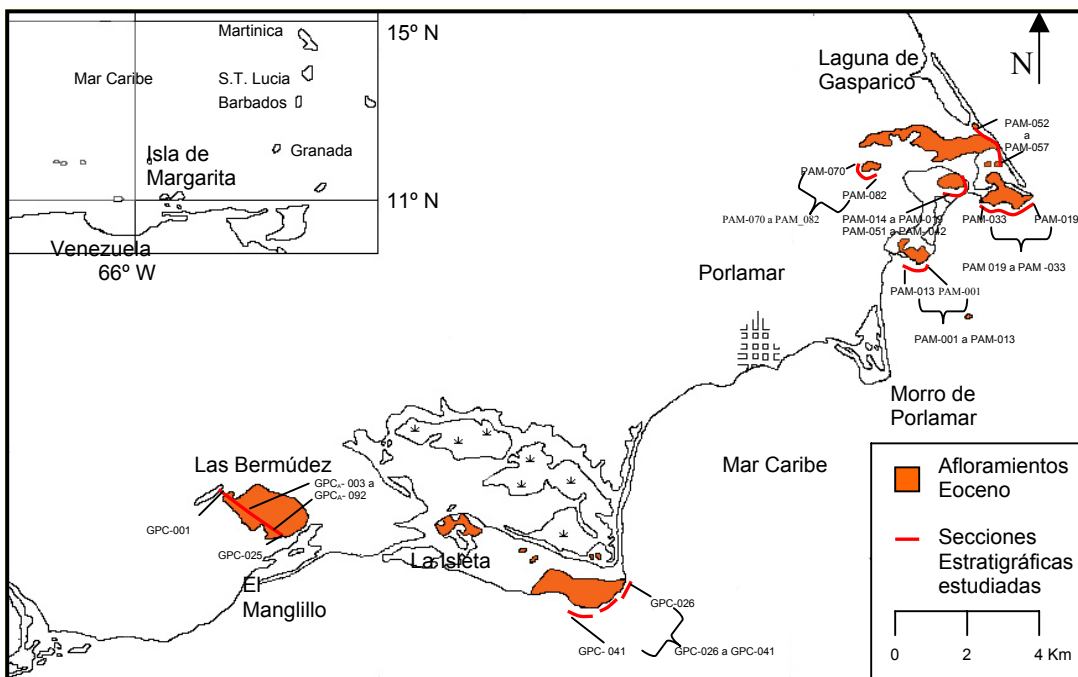 Martinica
15º N
Mar Caribe
S.T. Lucia
Barbados
Isla de
Margarita
Granada
11º N
Venezuela
66º W
Laguna de
Gasparico
N
PAM-052
a
PAM-057
PAM-070
PAM-082
PAM-070 a PAM_082
PAM-014 a PAM-019
PAM-051 a PAM-042
PAM-033
PAM-019
PAM 019 a PAM -033
Porlamar
PAM-013
PAM-001
PAM-001 a PAM-013
Morro de
Porlamar
Mar Caribe
Las Bermúdez
GPCA- 003 a
GPCA- 092
GPC-001
GPC-025
El
Manglillo
La Isleta
GPC-026
GPC- 041
GPC-026 a GPC-041
Afloramientos
Eoceno
Secciones
Estratigráficas
estudiadas
0 2 4 Km